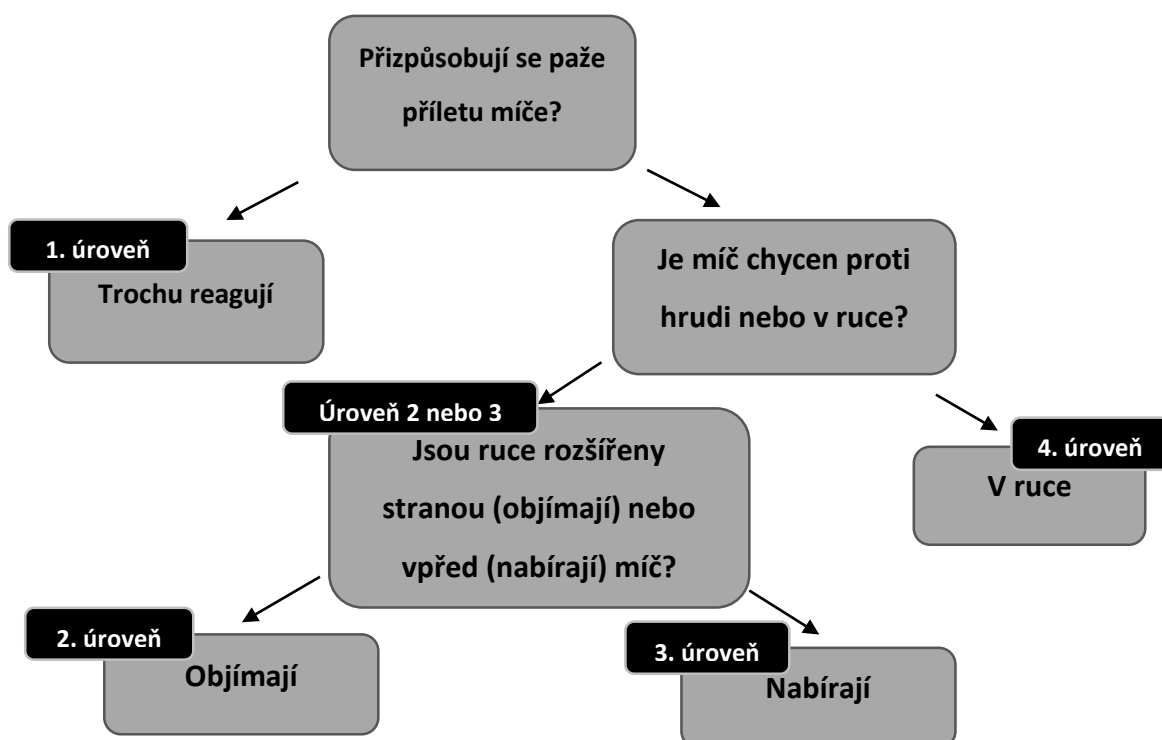 Přizpůsobují se paže
příletu míče?
1. úroveň
Trochu reagují
Je míč chycen proti
hrudi nebo v ruce?
Úroveň 2 nebo 3
Jsou ruce rozšířeny
stranou (objímají) nebo
vpřed (nabírají) míč?
4. úroveň
V ruce
2. úroveň
Objímají
3. úroveň
Nabírají